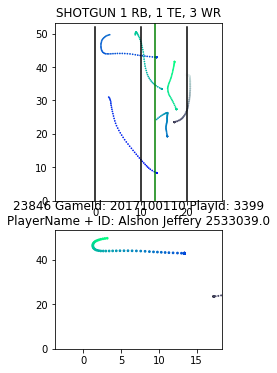 SHOTGUN 1 RB, 1 TE, 3 WR
50
40
30
20
10
0
0 10 20
23846 GameId: 2017100110 PlayId: 3399
PlayerName + ID: Alshon Jeffery 2533039.0
40
20
0
0 5 10 15